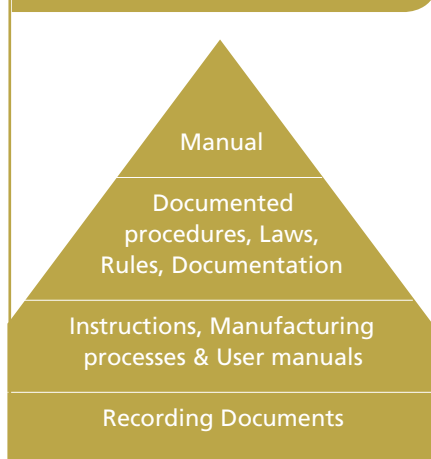 Manual
Documented
procedures, Laws,
Rules, Documentation
Instructions, Manufacturing
processes & User manuals
Recording Documents